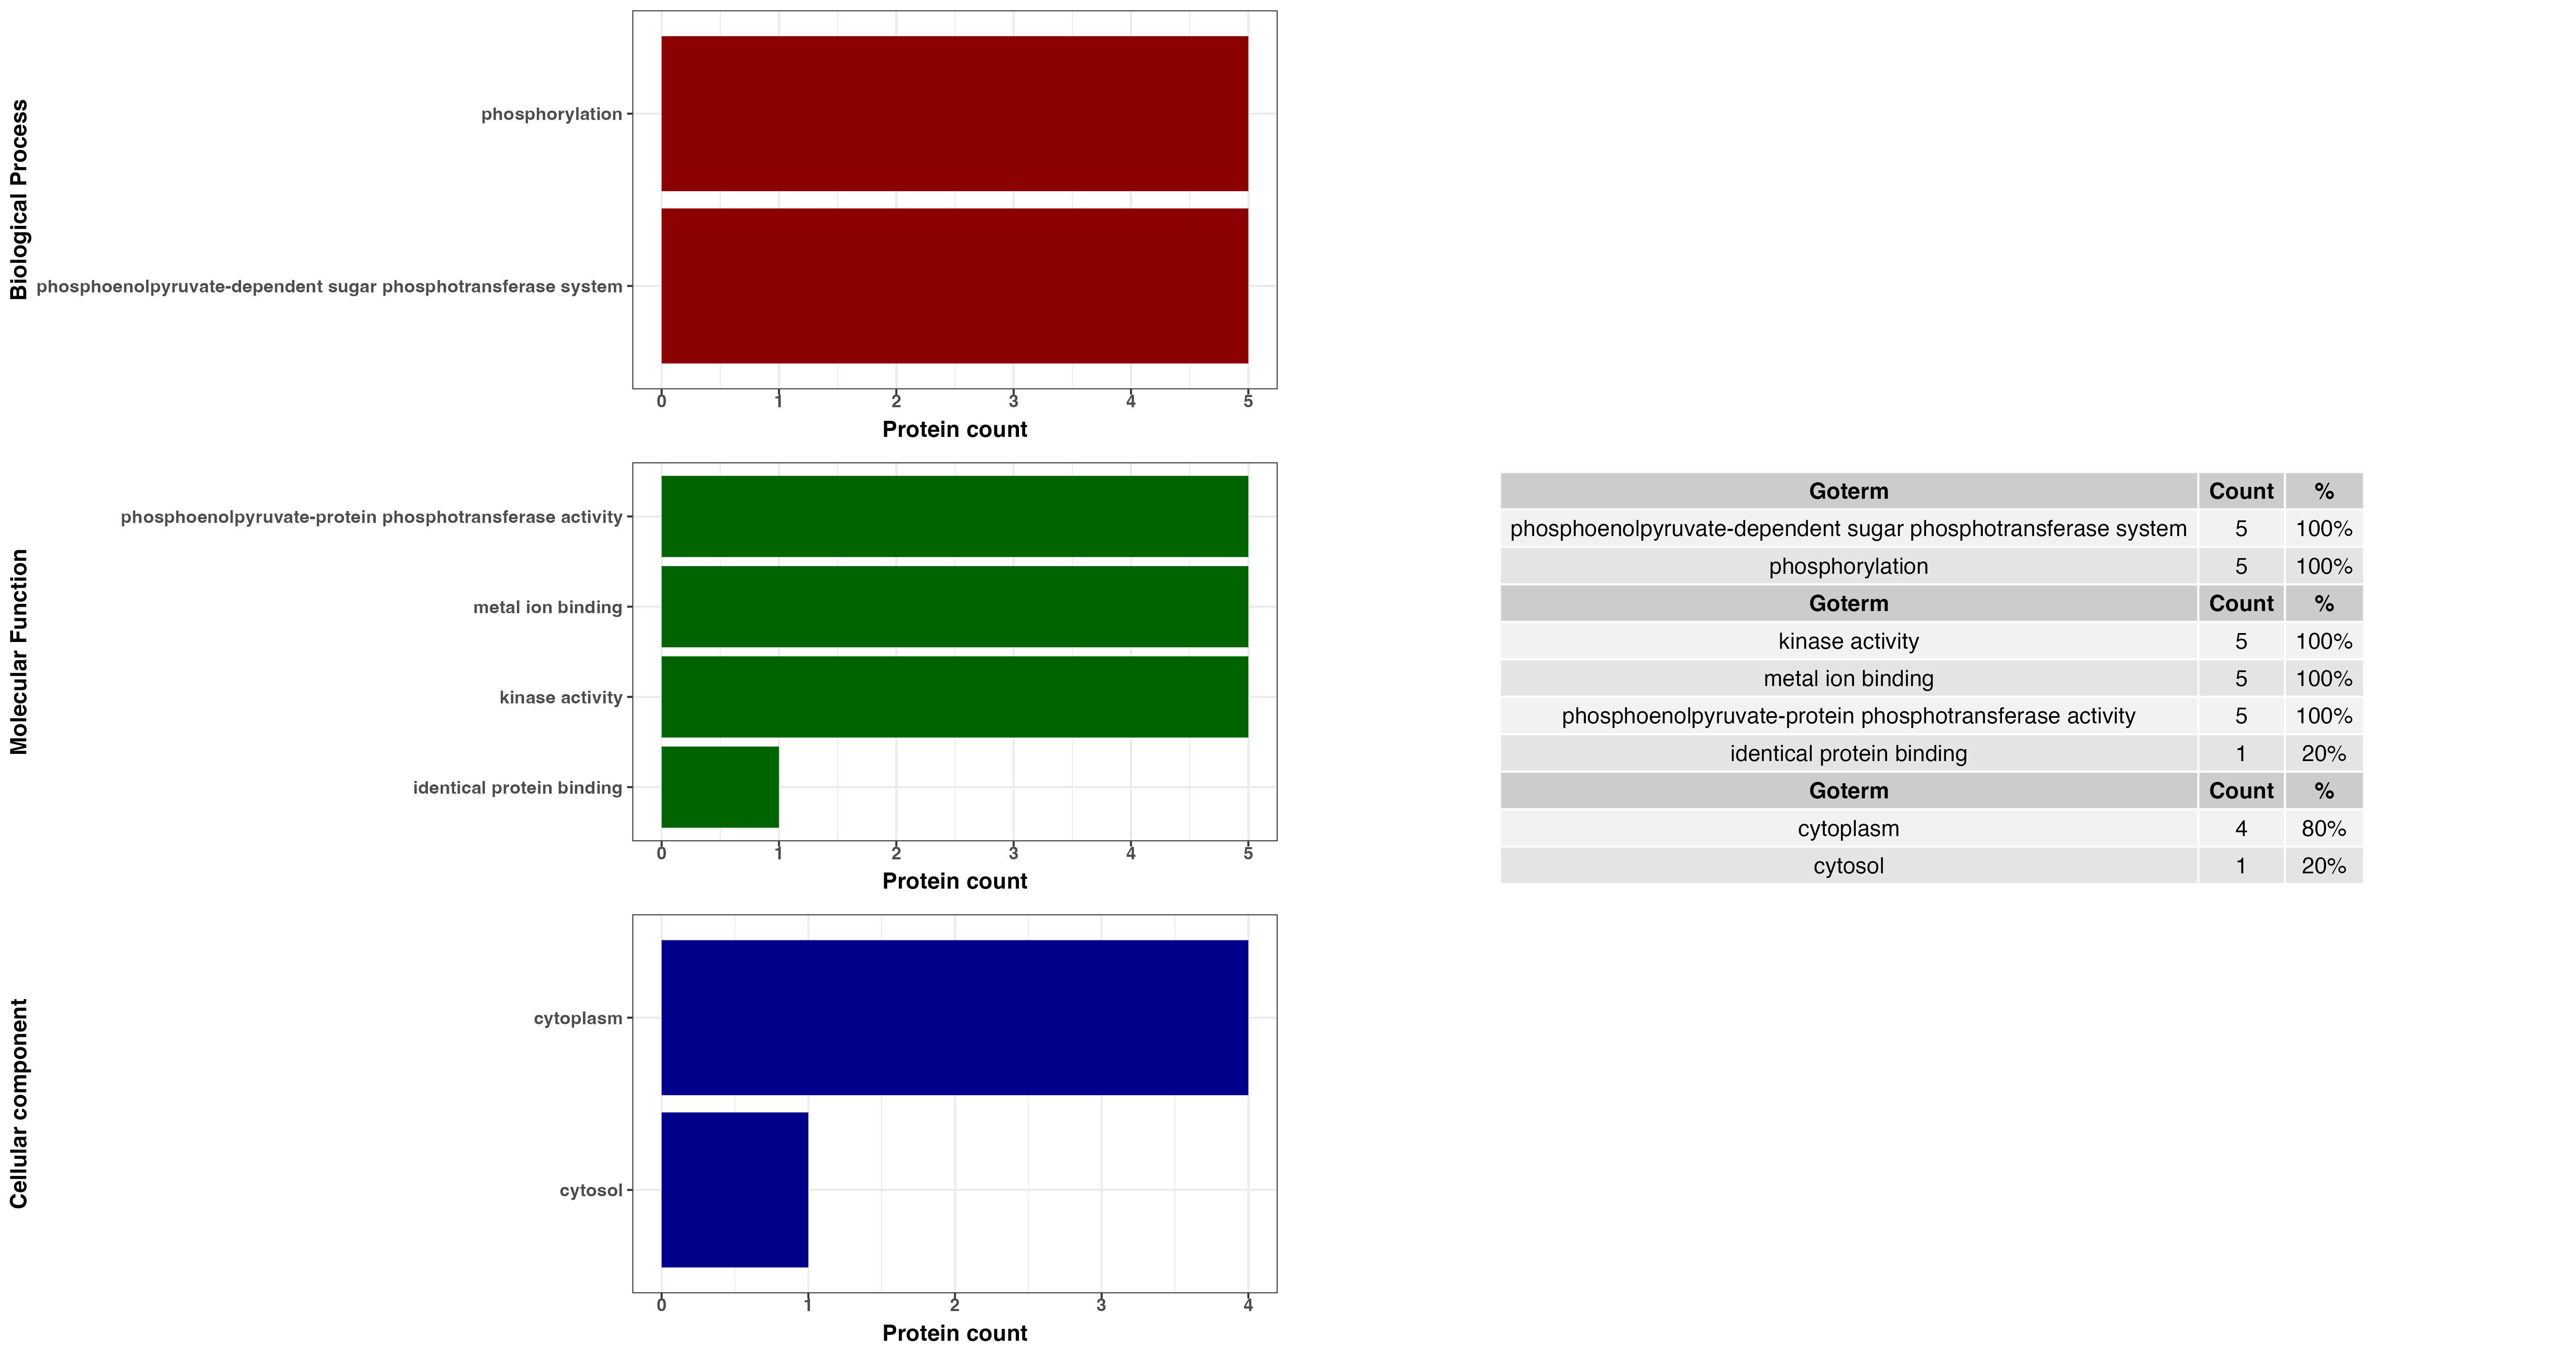 Biological Process
phosphorylation
phosphoenolpyruvate-dependent sugar phosphotransferase system
0 1 2 3 4 5
Protein count
Molecular Function
phosphoenolpyruvate-protein phosphotransferase activity
metal ion binding
kinase activity
identical protein binding
0 1 2 3 4 5
Protein count
Cellular component
cytoplasm
cytosol
0 1 2 3 4
Protein count
Goterm Count %
phosphoenolpyruvate-dependent sugar phosphotransferase system 5 100%
phosphorylation 5 100%
Goterm Count %
kinase activity 5 100%
metal ion binding 5 100%
phosphoenolpyruvate-protein phosphotransferase activity 5 100%
identical protein binding 1 20%
Goterm Count %
cytoplasm 4 80%
cytosol 1 20%